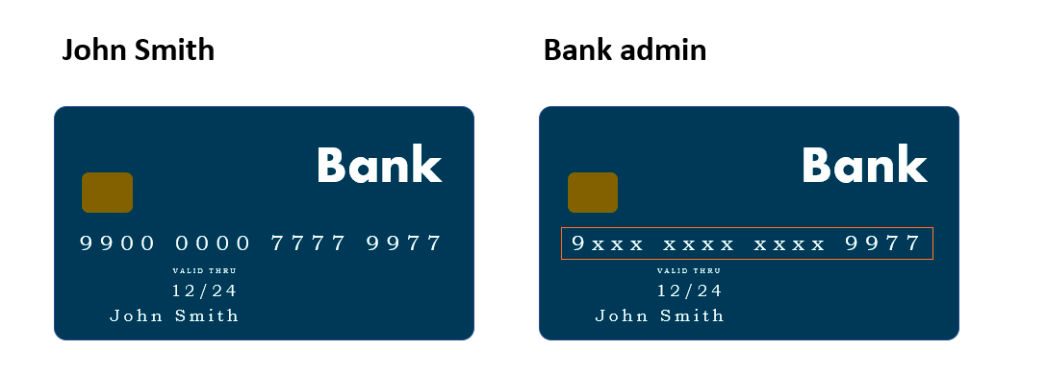 John Smith
Bank
9900 0000 7777 9977
VALID THRU
12/24
John Smith
Bank admin
Bank
9xxx xxxx xxxx 9977
VALID THRU
12/24
John Smith